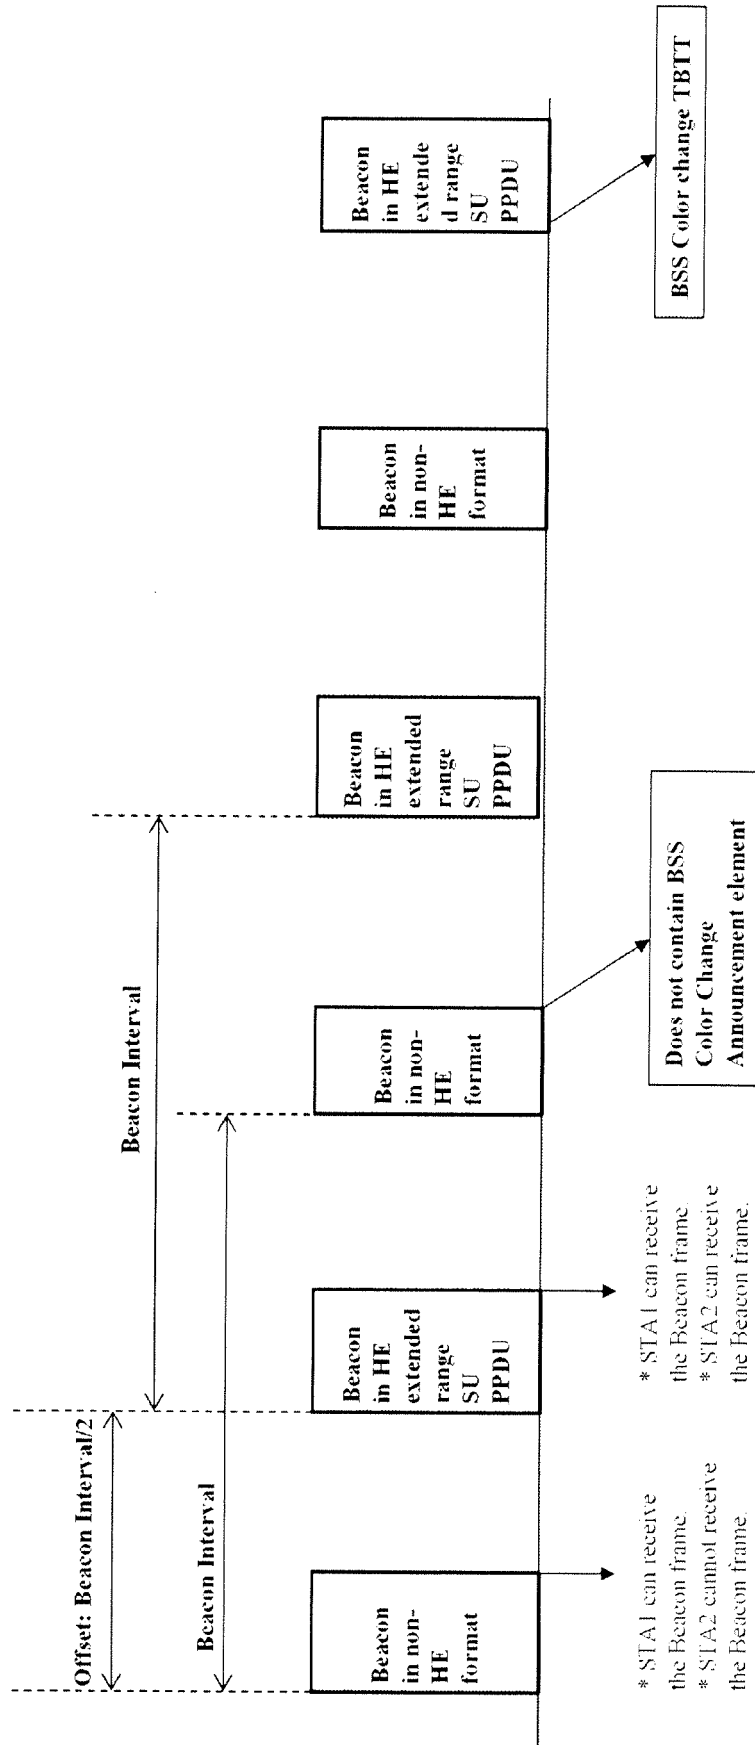 Offset: Beacon Interval/2
Beacon Interval
Beacon Interval
Beacon
in non-
HE
format
Beacon
in HE
extended
range
SU
PPDU
Beacon
in non-
HE
format
Beacon
in HE
extended
range
SU
PPDU
Beacon
in non-
HE
format
Beacon
in HE
extende
d range
SU
PPDU
* STA1 can receive
the Beacon frame.
* STA2 cannot receive
the Beacon frame.
* STA1 can receive
the Beacon frame.
* STA2 can receive
the Beacon frame.
Does not contain BSS
Color Change
Announcement element
BSS Color change TBTT